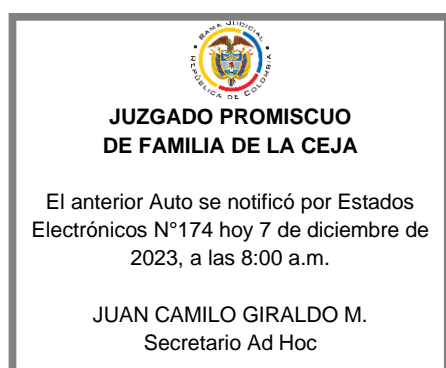 RAMA JUDICIAL
REPÚBLICA DE COLOMBIA
JUZGADO PROMISCUO
DE FAMILIA DE LA CEJA
El anterior Auto se notificó por Estados
Electrónicos N°174 hoy 7 de diciembre de
2023, a las 8:00 a.m.
JUAN CAMILO GIRALDO M.
Secretario Ad Hoc